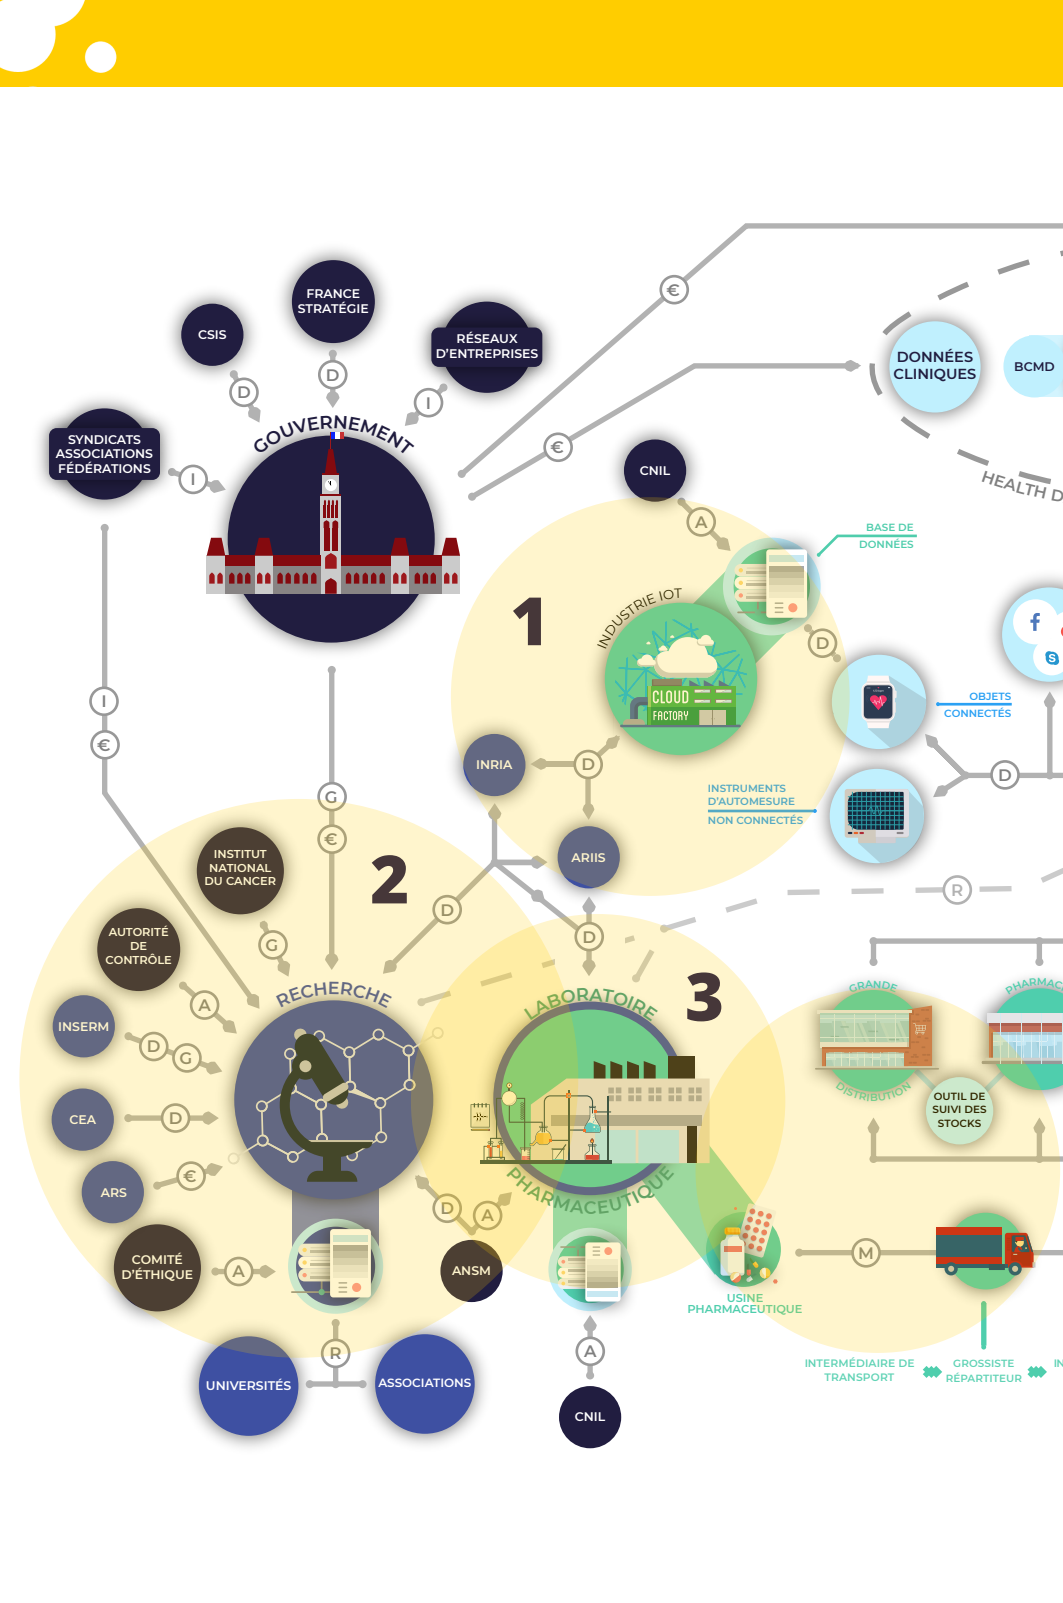 €
FRANCE
STRATÉGIE
CSIS
RÉSEAUX
D'ENTREPRISES
DONNÉES
CLINIQUES
BCMD
D
D
I
GOUVERNEMENT
SYNDICATS
ASSOCIATIONS
FÉDÉRATIONS
I
€
CNIL
HEALTH D
A
BASE DE
DONNÉES
1
INDUSTRIE IOT
D
CLOUD
FACTORY
OBJETS
CONNECTÉS
I
€
INRIA
D
D
INSTRUMENTS
D'AUTOMESURE
NON CONNECTÉS
G
€
ARIIS
INSTITUT
NATIONAL
DU CANCER
2
R
D
AUTORITÉ
DE
CONTRÔLE
G
D
3
RECHERCHE
LABORATOIRE
GRANDE
PHARMAC
A
INSERM
D
G
DISTRIBUTION
OUTIL DE
SUIVI DES
STOCKS
CEA
D
ARS
€
PHARMACEUTIQUE
D
A
COMITÉ
D'ÉTHIQUE
A
ANSM
M
USINE
PHARMACEUTIQUE
R
A
UNIVERSITÉS
ASSOCIATIONS
INTERMÉDIAIRE DE
TRANSPORT
GROSSISTE
RÉPARTITEUR
IN
CNIL